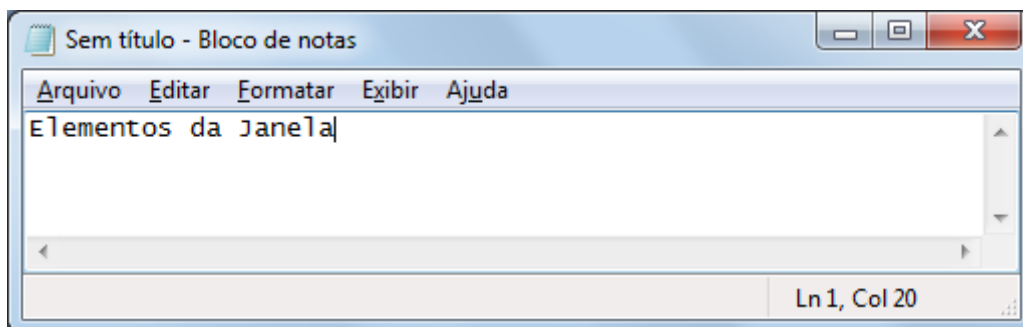 Sem título - Bloco de notas
Arquivo Editar Formatar Exibir Ajuda
Elementos da Janela
Ln 1, Col 20